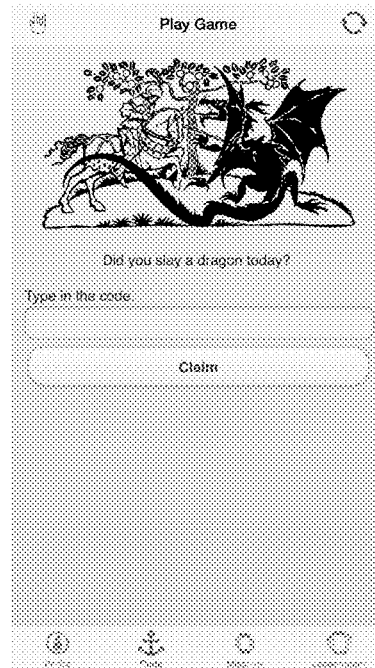 Play Game
Did you slay a dragon today?
Type in the code.
Claim
Code